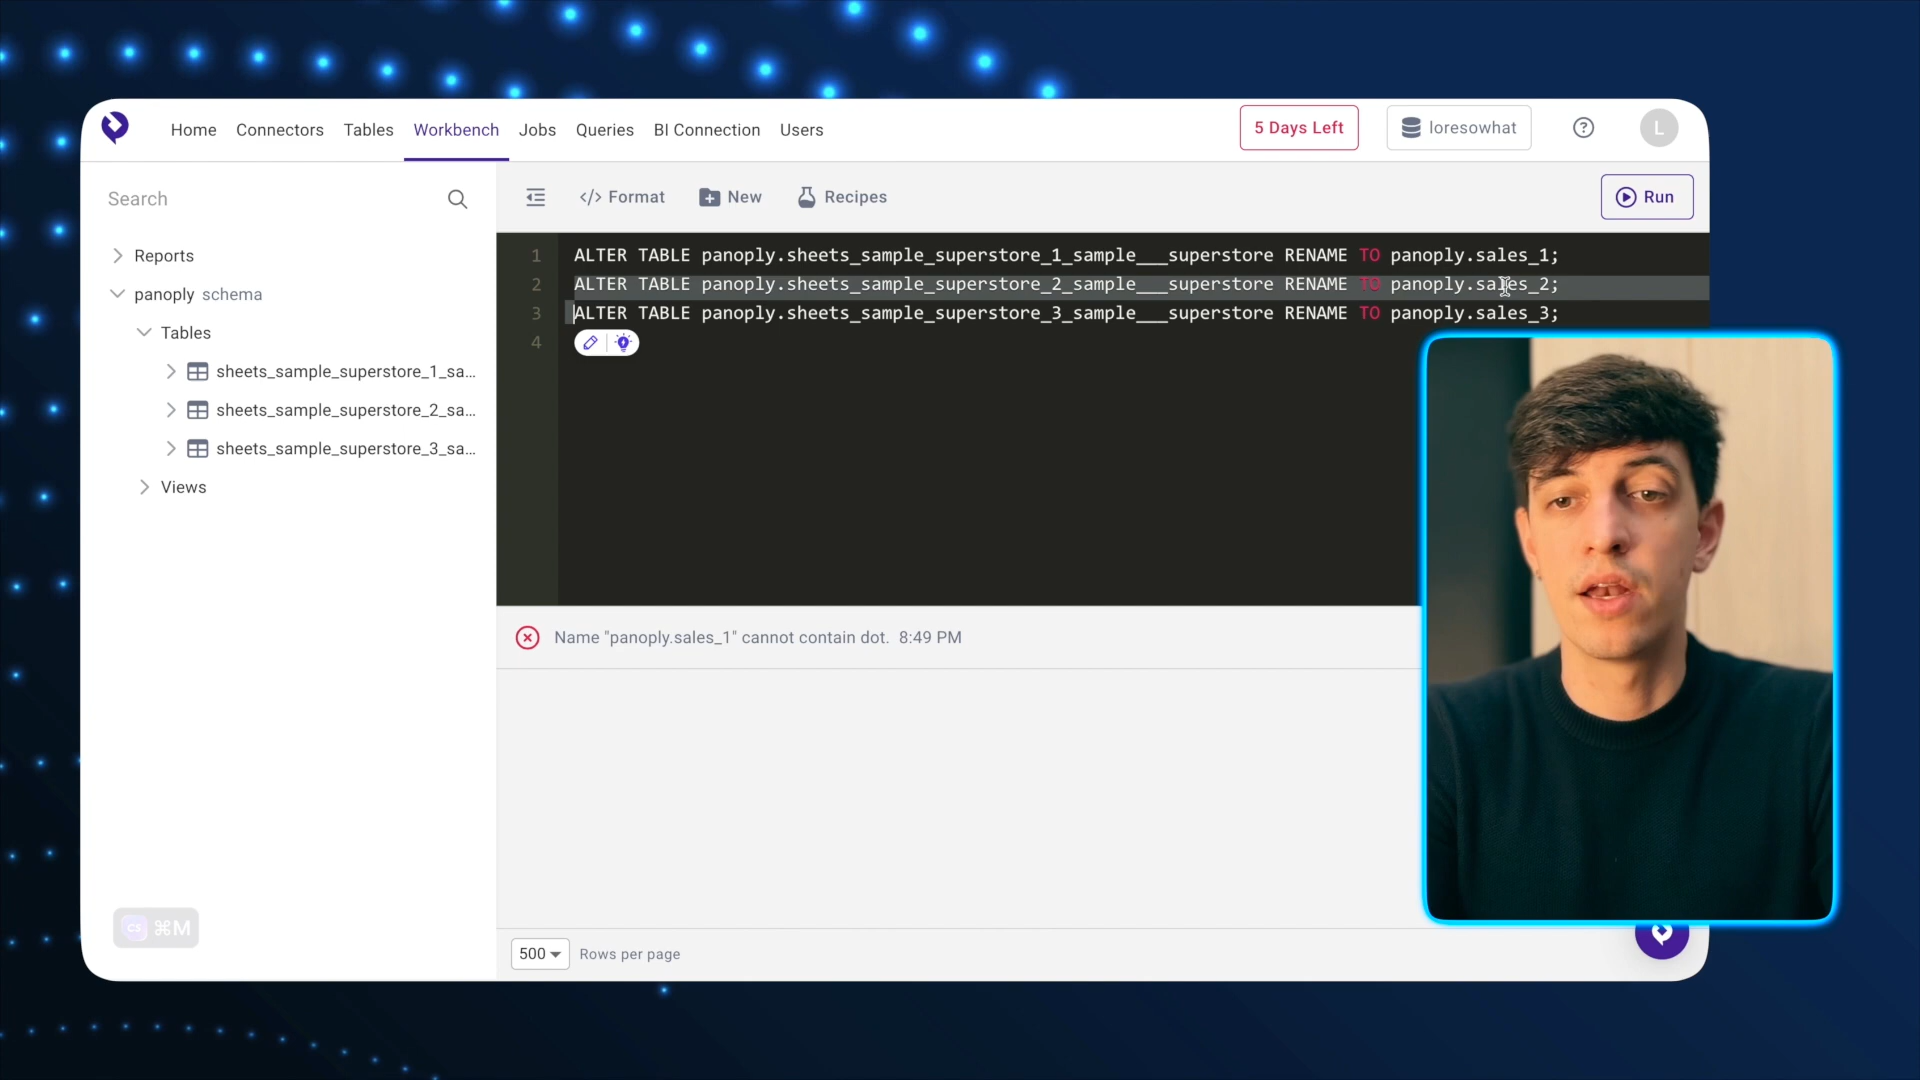 Home Connectors Tables Workbench Jobs Queries BI Connection Users 5 Days Left loresowhat ? L
Search
</> Format New Recipes Run
Reports
panoply schema
Tables
sheets_sample_superstore_1_sa...
sheets_sample_superstore_2_sa...
sheets_sample_superstore_3_sa...
Views
1 ALTER TABLE panoply.sheets_sample_superstore_1_sample___superstore RENAME TO panoply.sales_1;
2 ALTER TABLE panoply.sheets_sample_superstore_2_sample___superstore RENAME TO panoply.sales_2;
3 ALTER TABLE panoply.sheets_sample_superstore_3_sample___superstore RENAME TO panoply.sales_3;
4
Name "panoply.sales_1" cannot contain dot. 8:49 PM
CS ⌘M
500 Rows per page